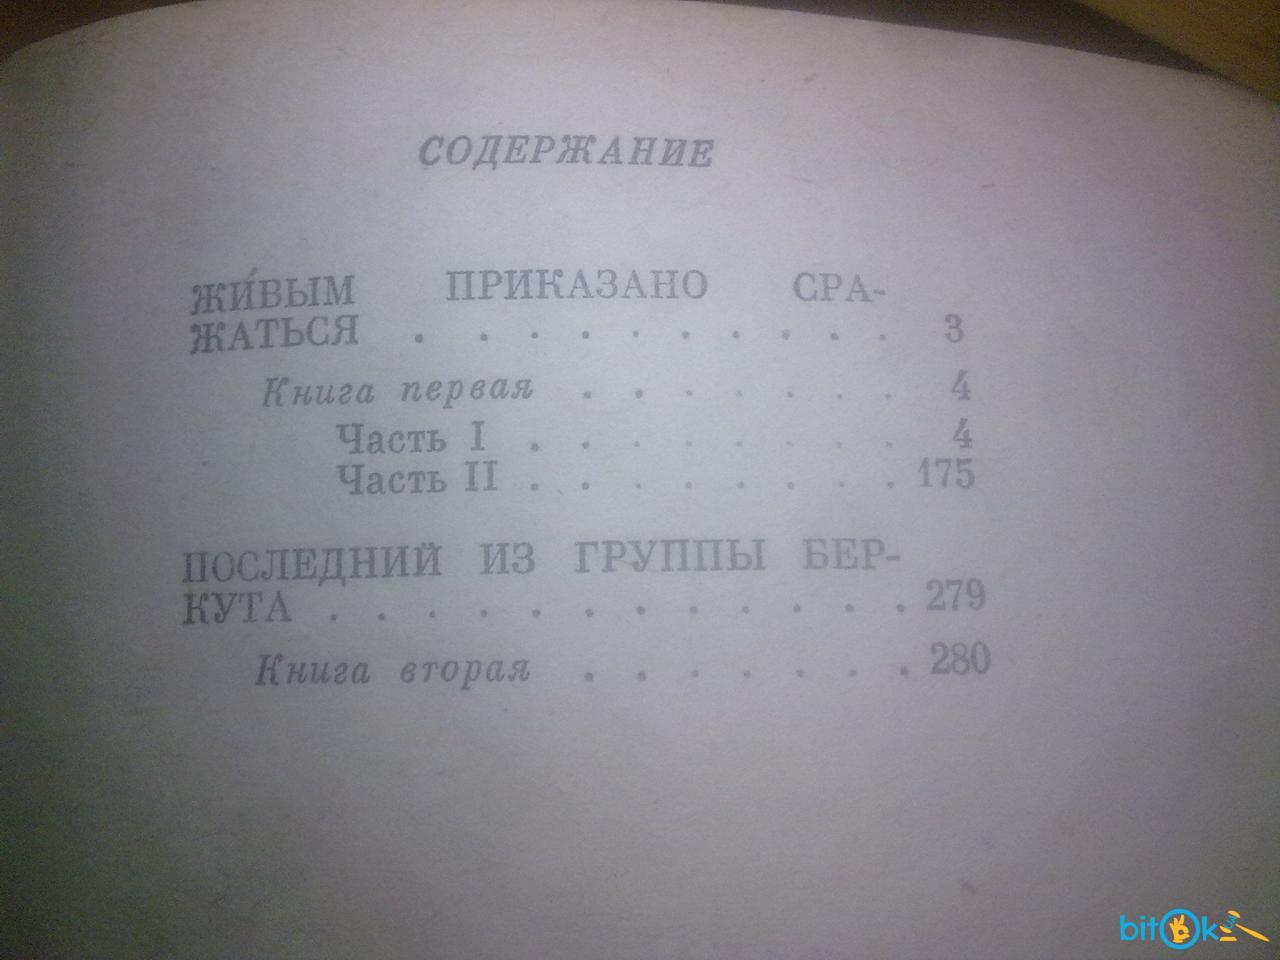 СОДЕРЖАНИЕ
ЖИ́ВЫМ ПРИКАЗАНО СРА-
ЖАТЬСЯ . . . . . . . . . . 3
Книга первая . . . . . . . 4
Часть I . . . . . . . . 4
Часть II . . . . . . . . 175
ПОСЛЕДНИЙ ИЗ ГРУППЫ БЕР-
КУТА . . . . . . . . . . . . 279
Книга вторая . . . . . . . 280
bitOk